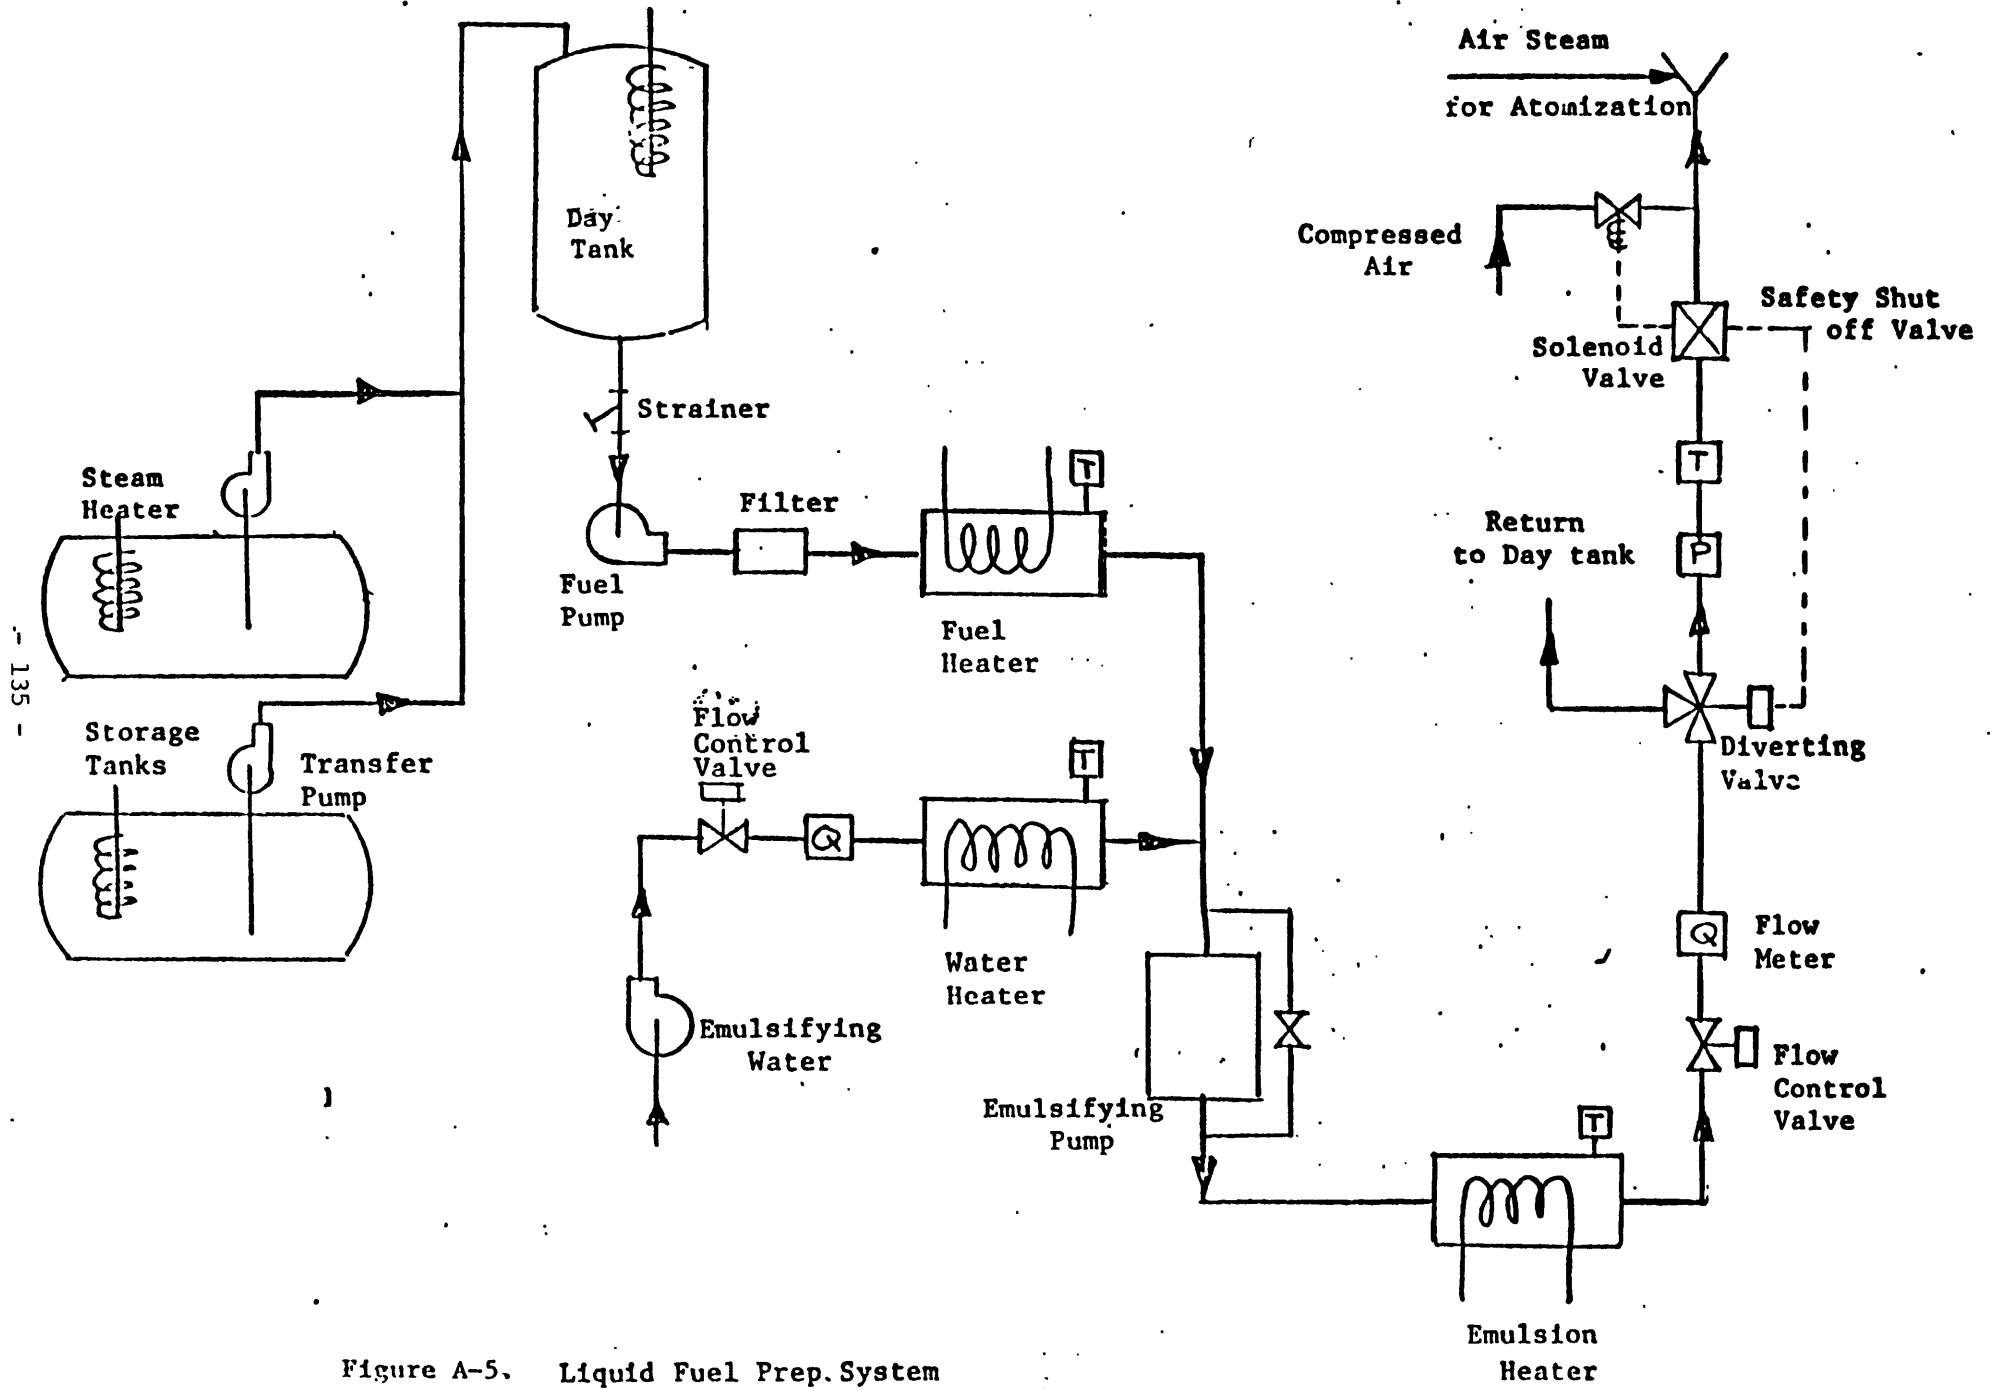 Air Steam
for Atomization
Day
Tank
Compressed
Air
Safety Shut
off Valve
Solenoid
Valve
Strainer
T
Steam
Heater
Filter
T
Return
to Day tank
P
Fuel
Pump
Fuel
Heater
- 135 -
Flow
Control
Valve
Storage
Tanks
Transfer
Pump
T
Diverting
Valve
Q
Q
Flow
Meter
Water
Heater
Emulsifying
Water
Flow
Control
Valve
Emulsifying
Pump
T
Emulsion
Heater
Figure A-5. Liquid Fuel Prep. System